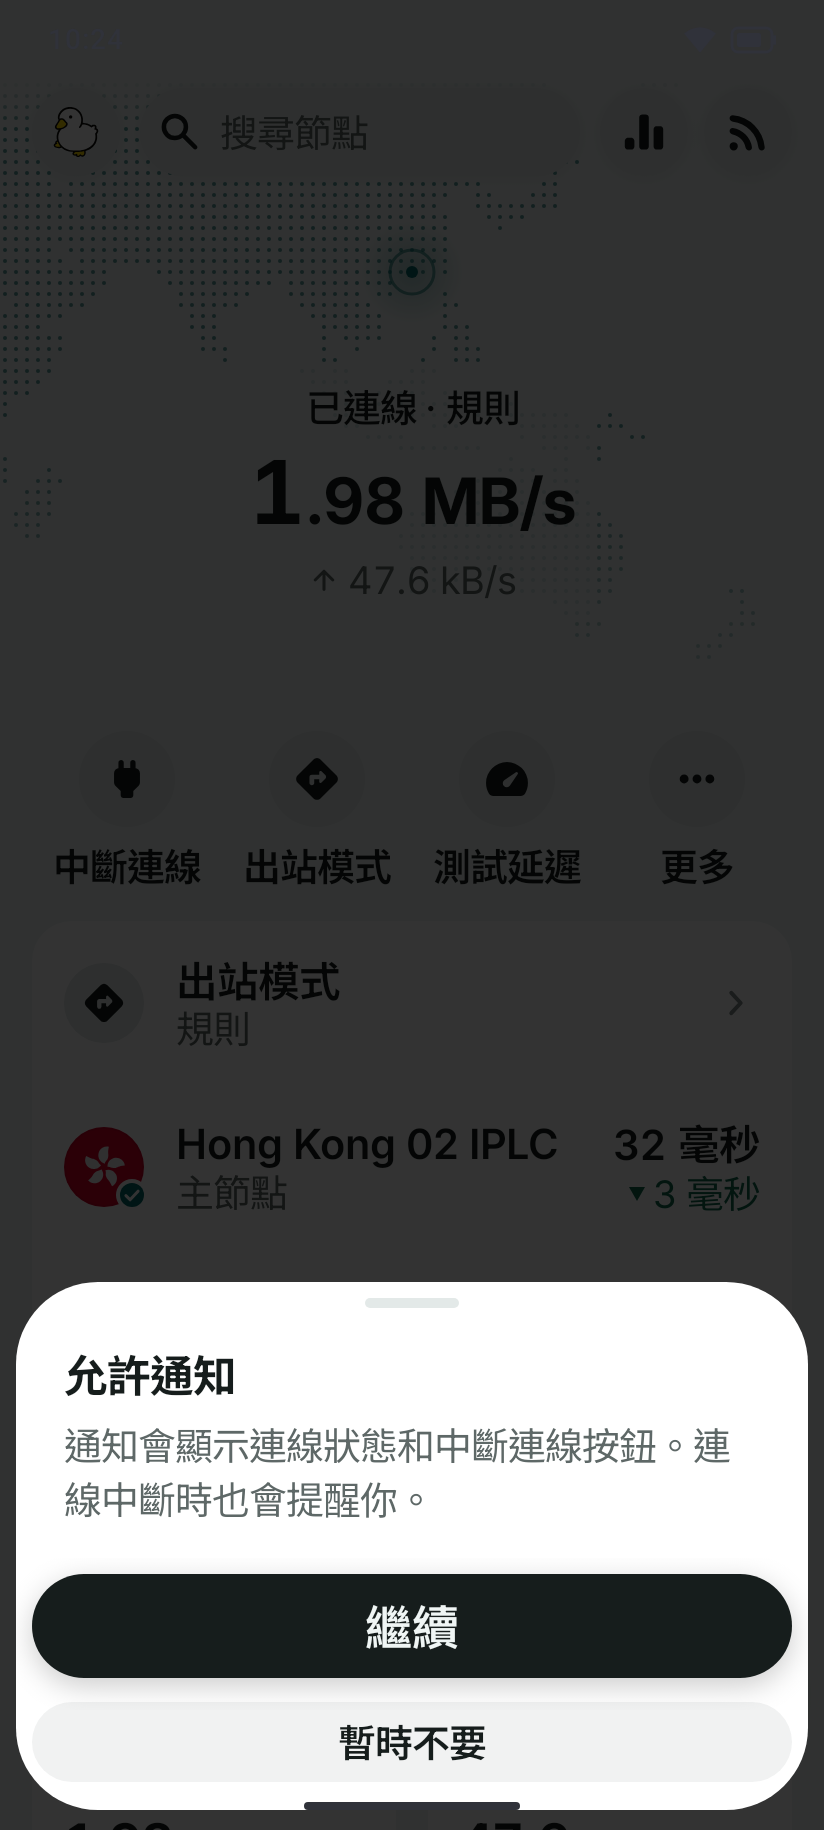 搜尋節點
已連線 · 規則
1.98 MB/s
↑ 47.6 kB/s
中斷連線 出站模式 測試延遲 更多
出站模式
規則
Hong Kong 02 IPLC 32 毫秒
主節點 ▼3 毫秒
允許通知
通知會顯示連線狀態和中斷連線按鈕。連
線中斷時也會提醒你。
繼續
暫時不要